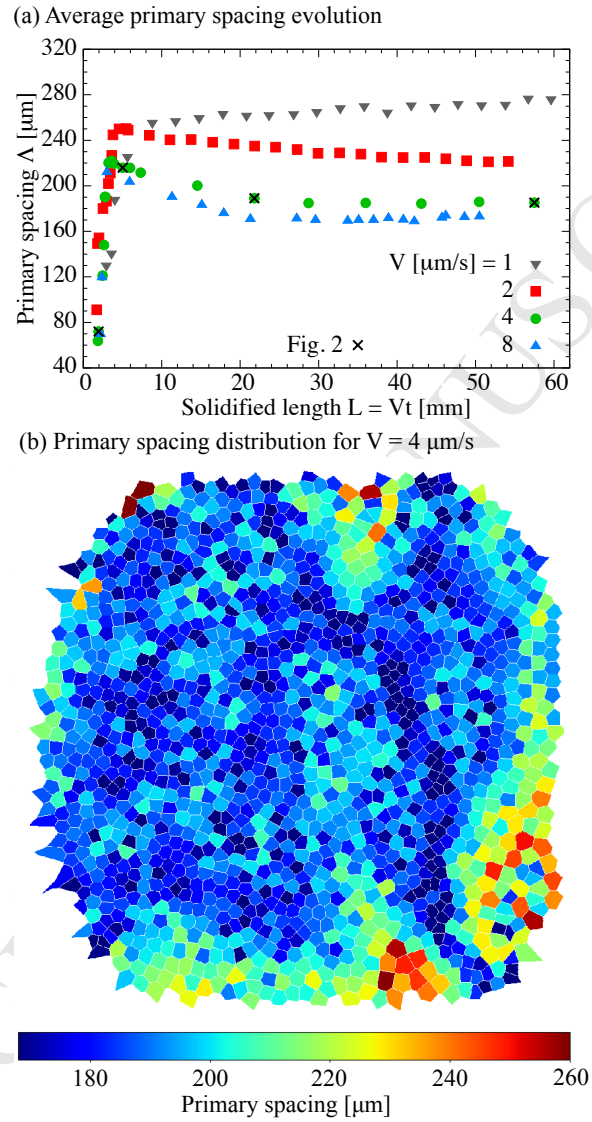 (a) Average primary spacing evolution
Primary spacing Λ [μm]
320
280
240
200
160
120
80
40
V [μm/s] = 1
2
4
8
Fig. 2
0 10 20 30 40 50 60
Solidified length L = Vt [mm]
(b) Primary spacing distribution for V = 4 μm/s
180 200 220 240 260
Primary spacing [μm]